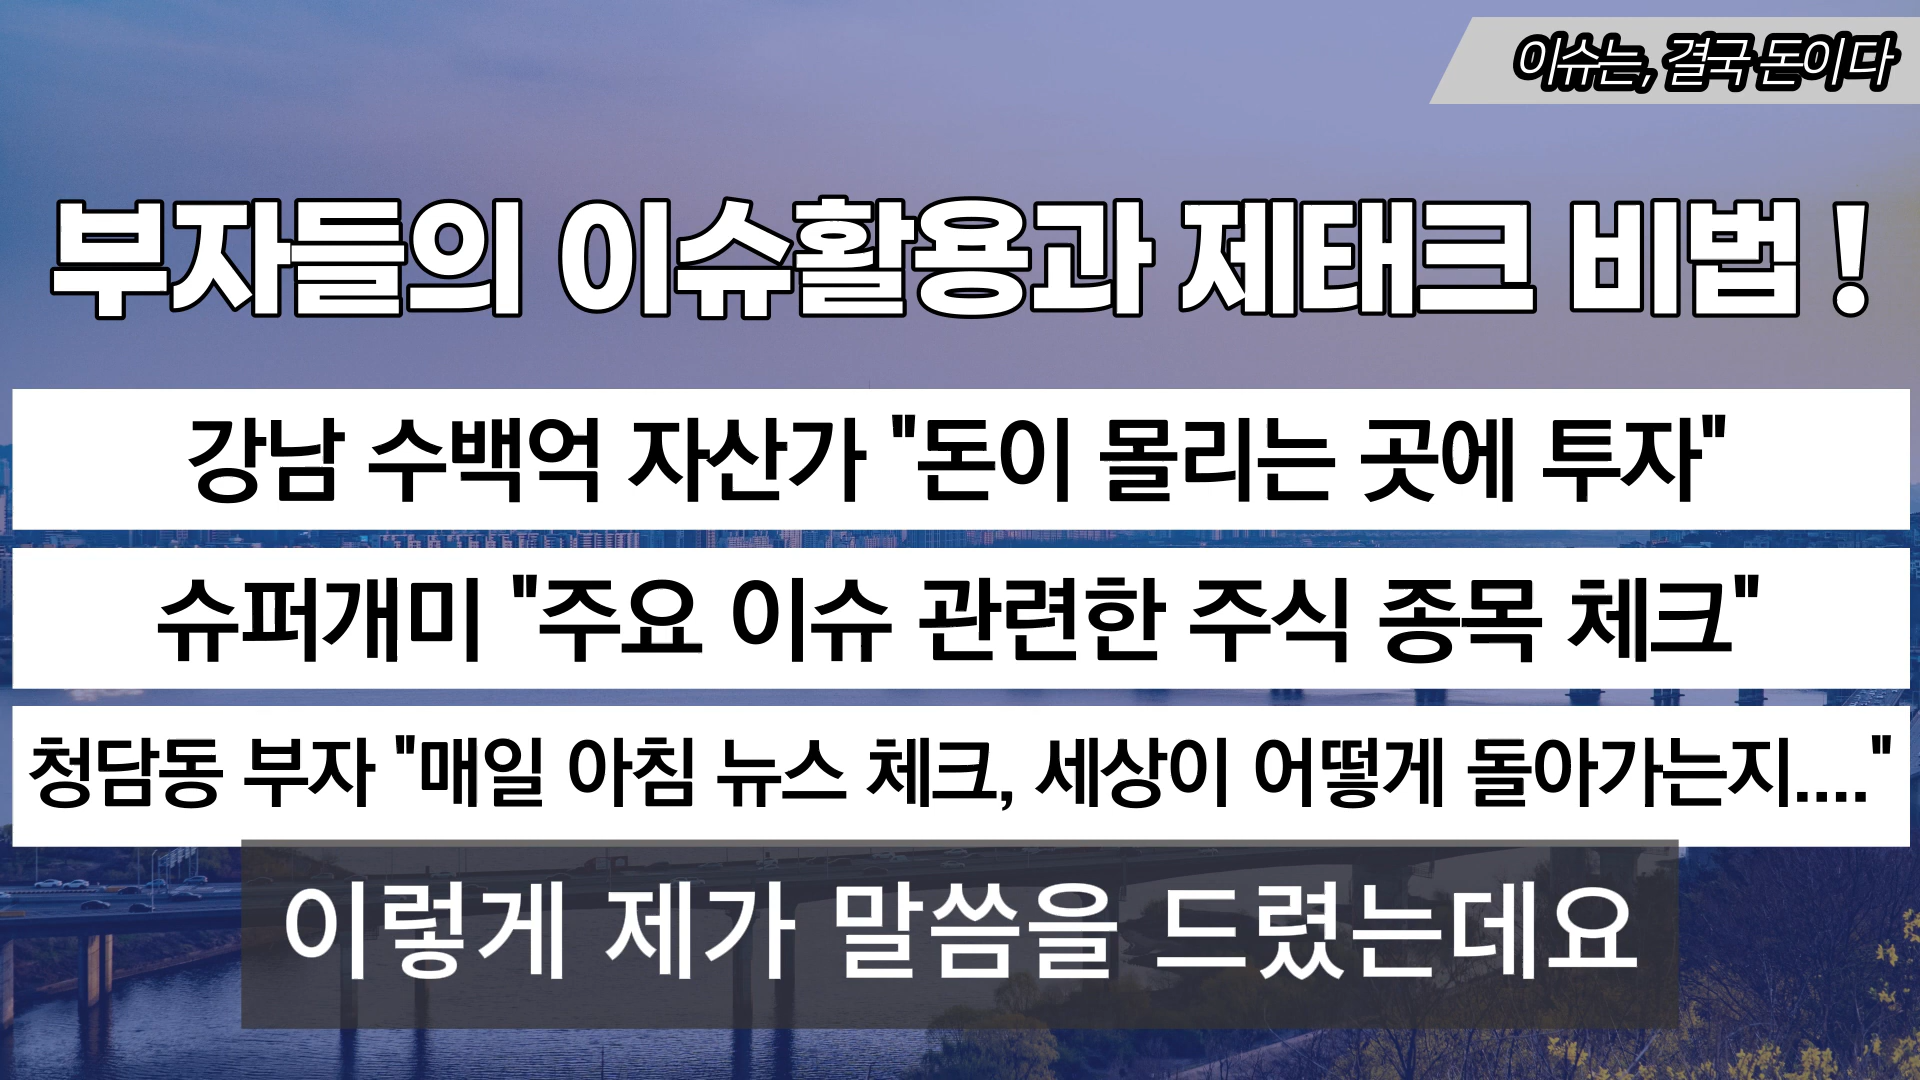 이슈는, 결국 돈이다
부자들의 이슈활용과 제태크 비법 !
강남 수백억 자산가 "돈이 몰리는 곳에 투자"
슈퍼개미 "주요 이슈 관련한 주식 종목 체크"
청담동 부자 "매일 아침 뉴스 체크, 세상이 어떻게 돌아가는지...."
이렇게 제가 말씀을 드렸는데요